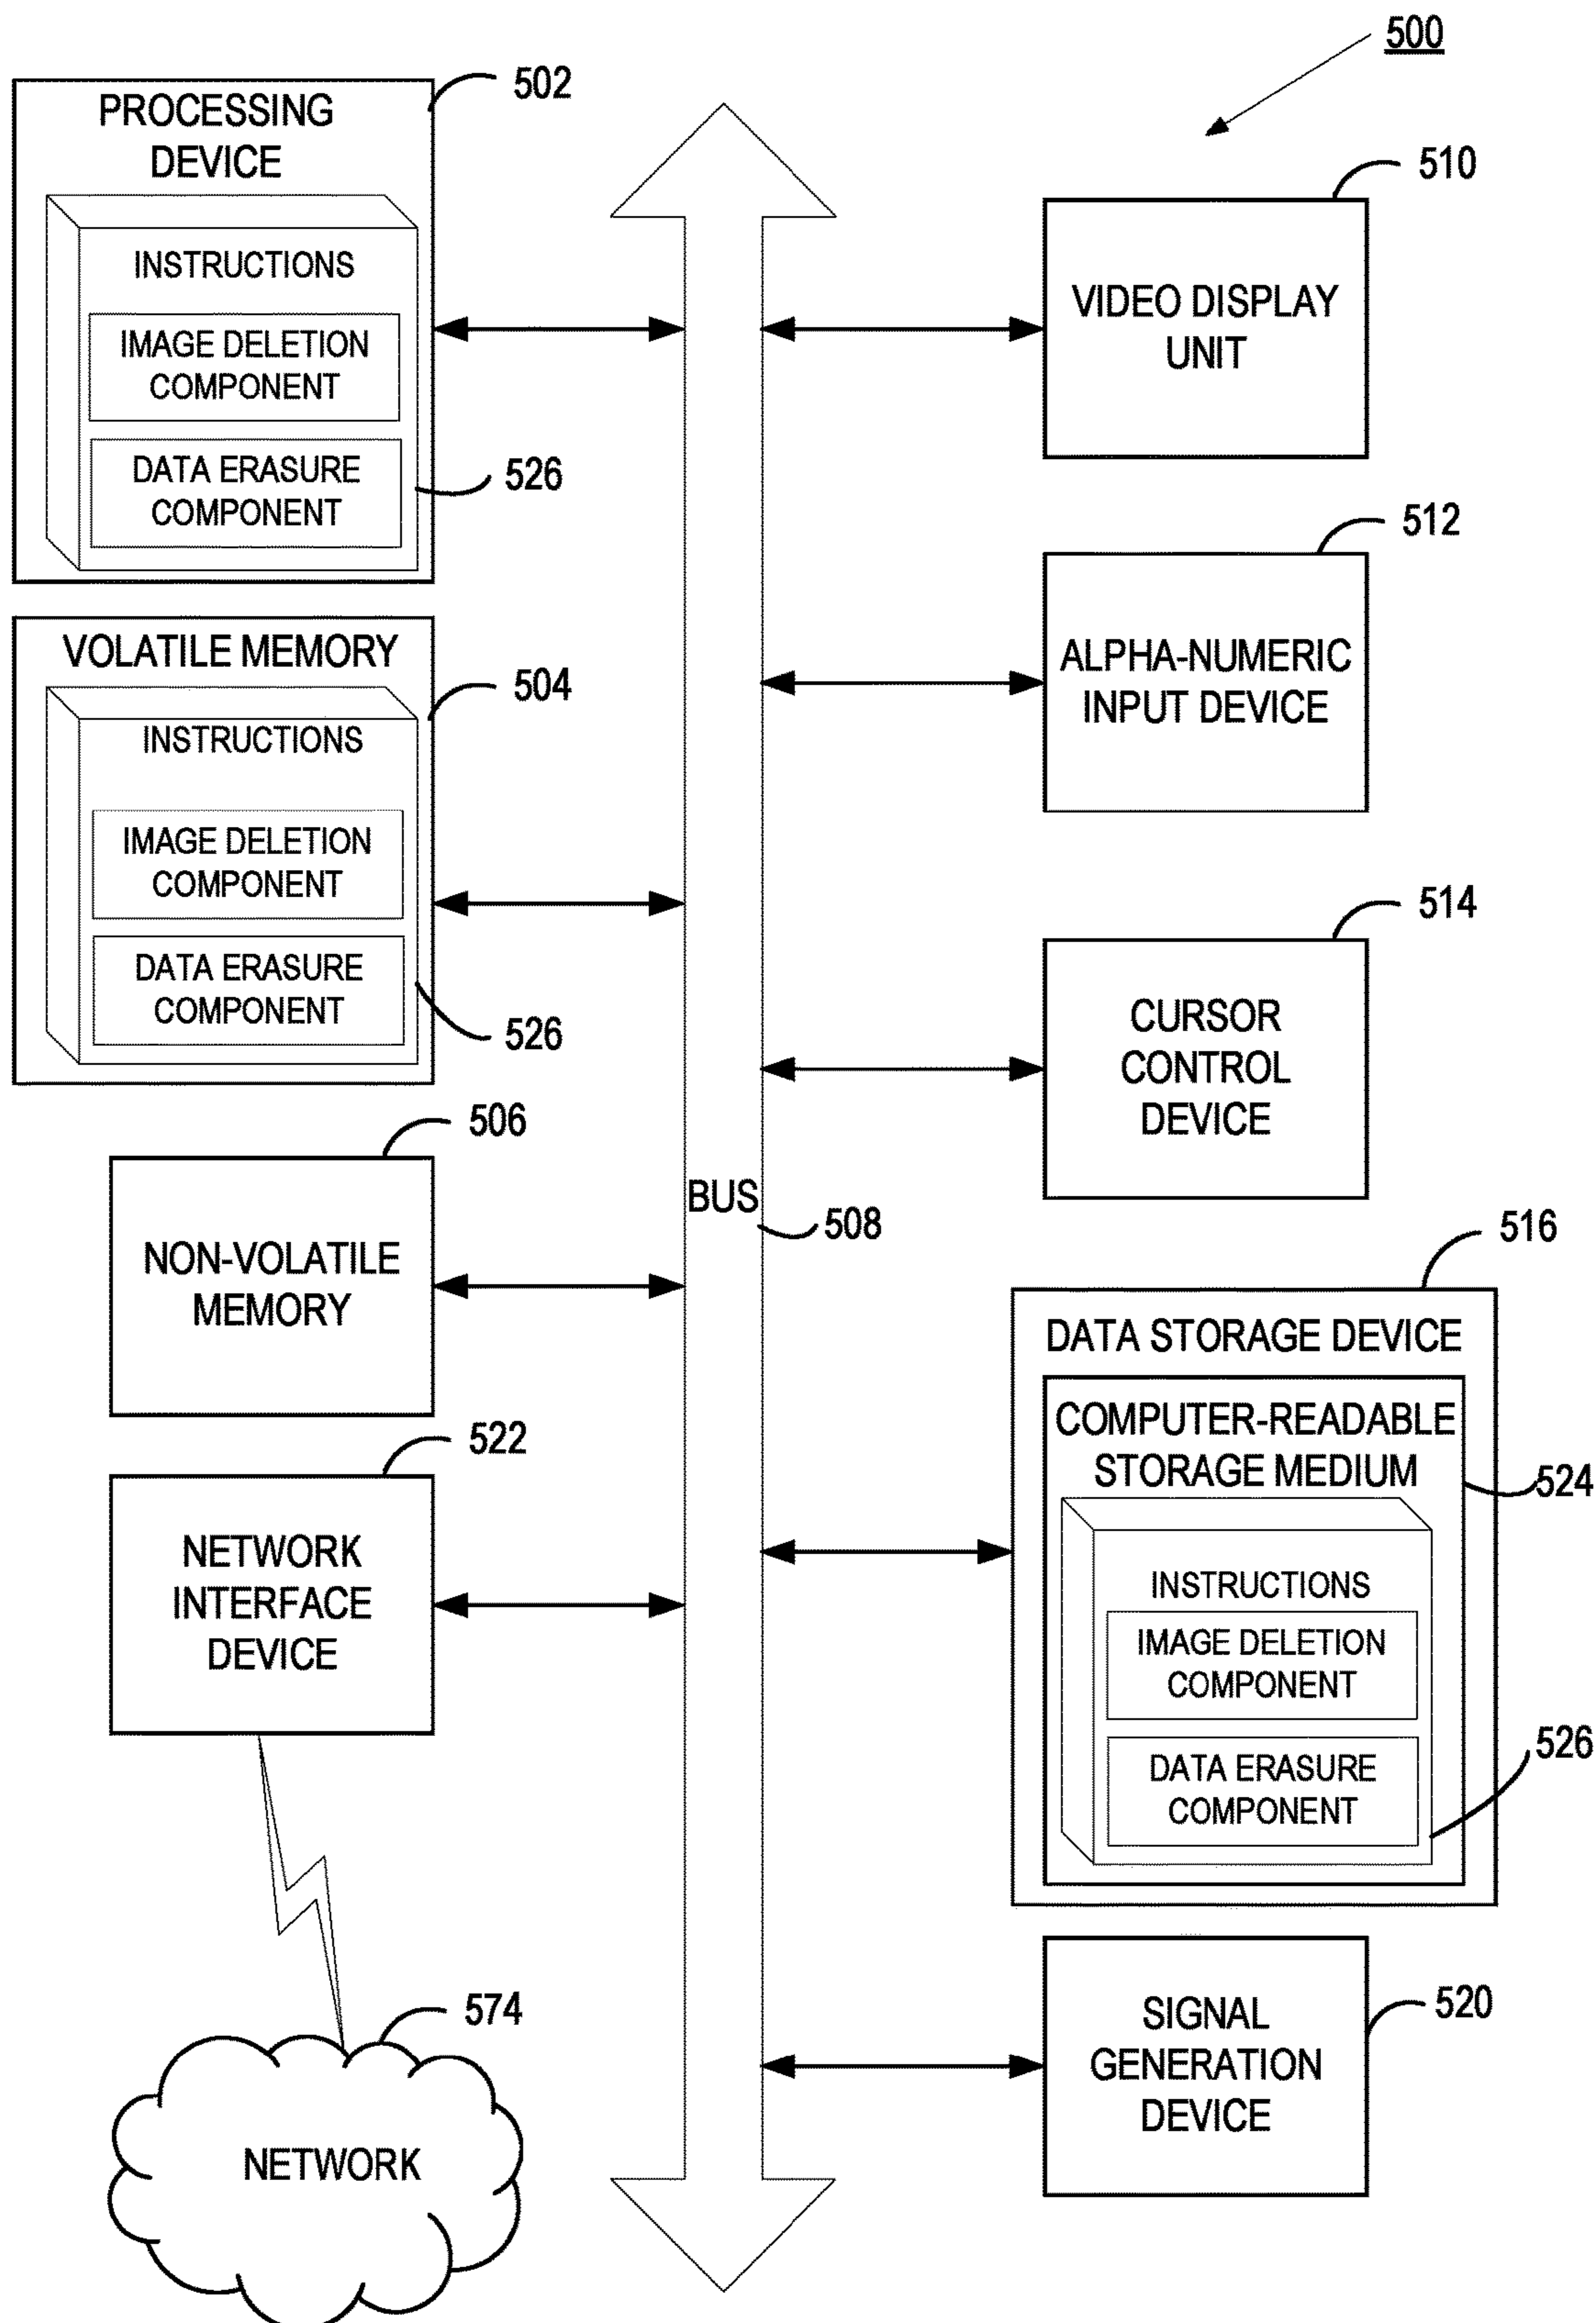 500
502
PROCESSING
DEVICE
INSTRUCTIONS
IMAGE DELETION
COMPONENT
DATA ERASURE
COMPONENT
526
VOLATILE MEMORY
504
INSTRUCTIONS
IMAGE DELETION
COMPONENT
DATA ERASURE
COMPONENT
526
506
NON-VOLATILE
MEMORY
522
NETWORK
INTERFACE
DEVICE
574
NETWORK
BUS
508
510
VIDEO DISPLAY
UNIT
512
ALPHA-NUMERIC
INPUT DEVICE
514
CURSOR
CONTROL
DEVICE
516
DATA STORAGE DEVICE
COMPUTER-READABLE
STORAGE MEDIUM
524
INSTRUCTIONS
IMAGE DELETION
COMPONENT
DATA ERASURE
COMPONENT
526
SIGNAL
GENERATION
DEVICE
520